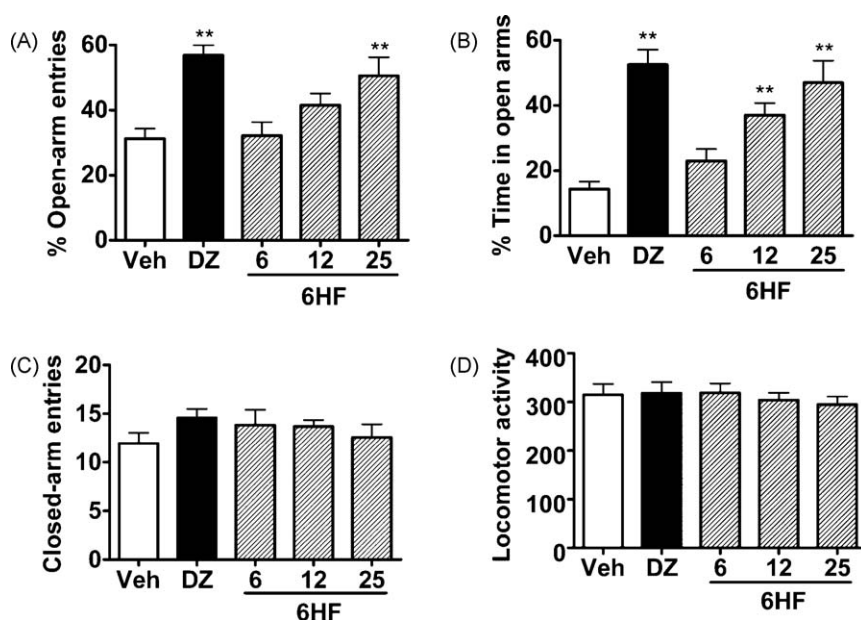 (A)
% Open-arm entries
60
40
20
0
**
**
Veh DZ 6 12 25
6HF
(B)
% Time in open arms
60
40
20
0
**
**
**
Veh DZ 6 12 25
6HF
(C)
Closed-arm entries
20
15
10
5
0
Veh DZ 6 12 25
6HF
(D)
Locomotor activity
400
300
200
100
0
Veh DZ 6 12 25
6HF